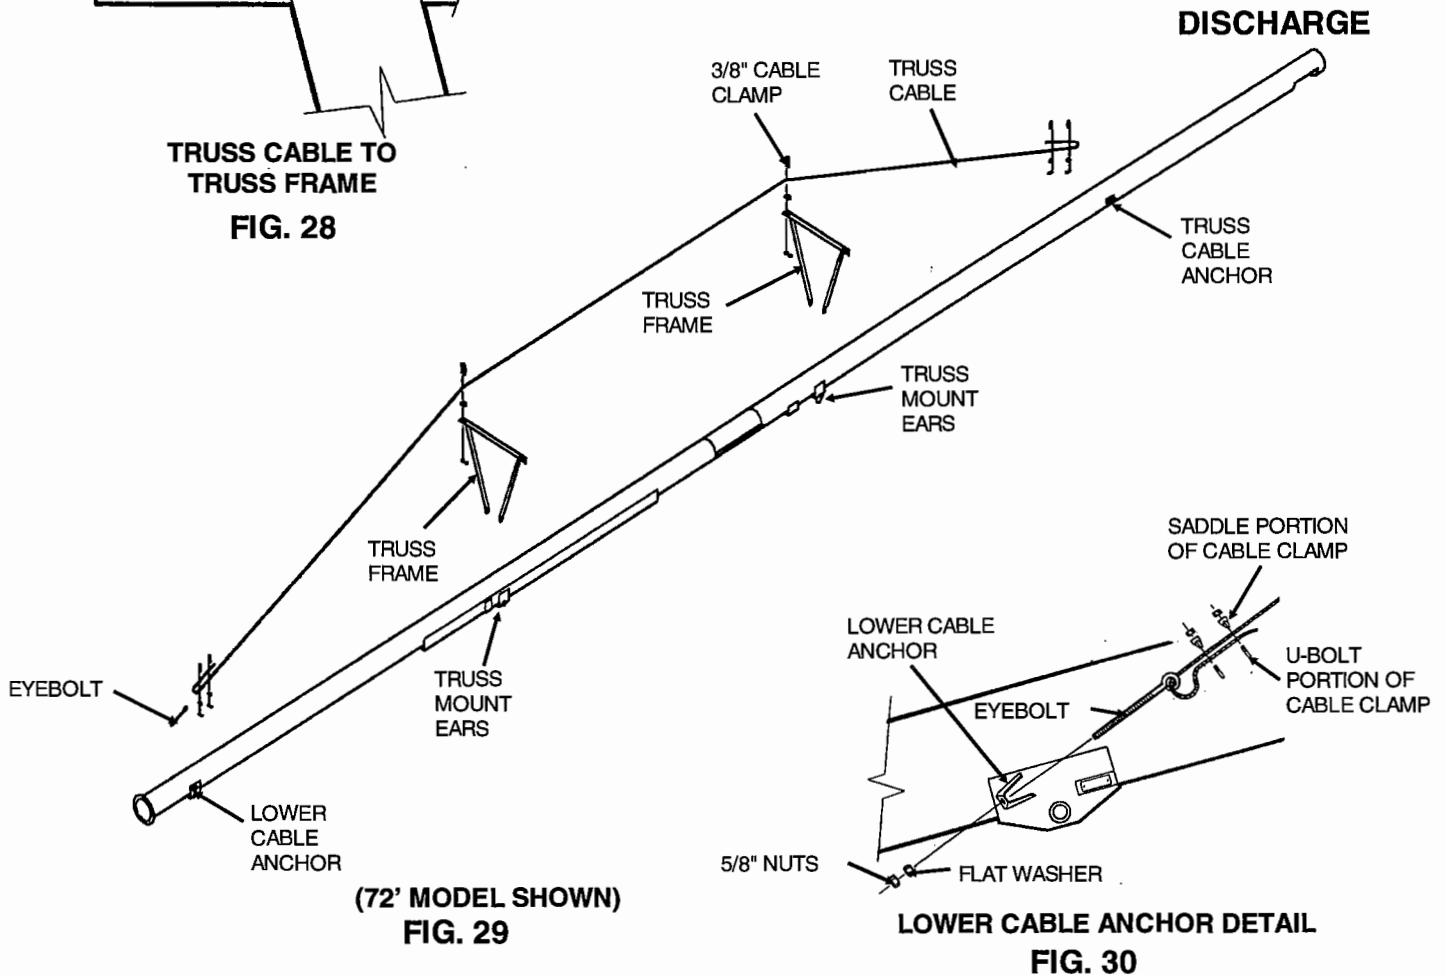 DISCHARGE
3/8" CABLE
CLAMP
TRUSS
CABLE
TRUSS CABLE TO
TRUSS FRAME
FIG. 28
TRUSS
CABLE
ANCHOR
TRUSS
FRAME
TRUSS
MOUNT
EARS
TRUSS
FRAME
SADDLE PORTION
OF CABLE CLAMP
LOWER CABLE
ANCHOR
U-BOLT
PORTION OF
CABLE CLAMP
EYEBOLT
TRUSS
MOUNT
EARS
EYEBOLT
LOWER
CABLE
ANCHOR
5/8" NUTS
FLAT WASHER
(72' MODEL SHOWN)
FIG. 29
LOWER CABLE ANCHOR DETAIL
FIG. 30